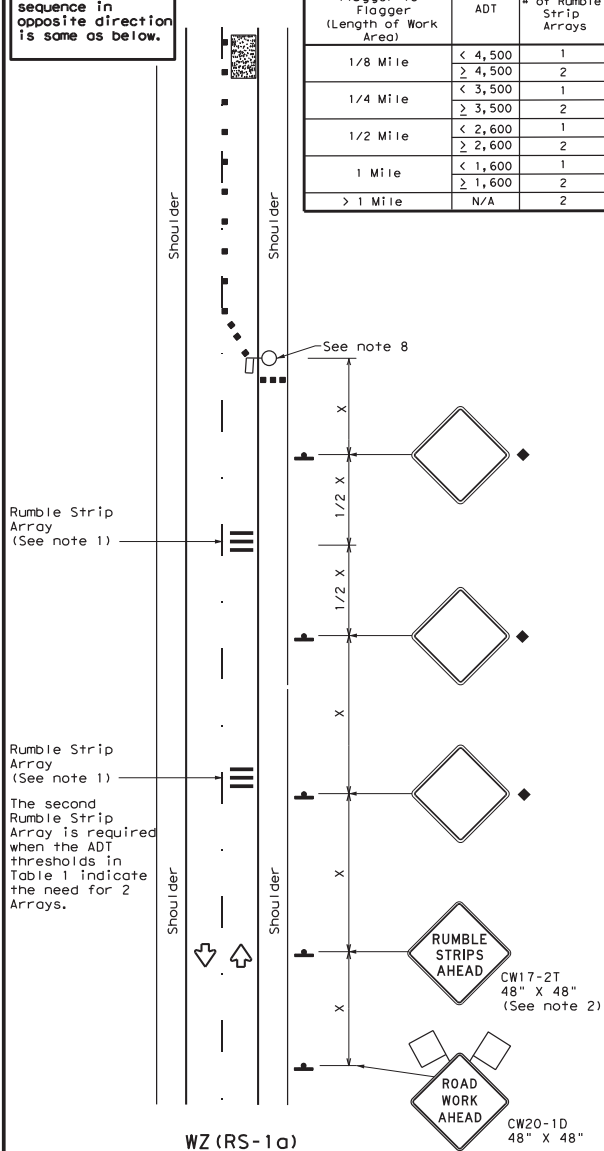 sequence in
opposite direction
is same as below.
Flagger
(Length of Work
Area)
ADT
# of Rumble
Strip
Arrays
1/8 Mile
< 4,500 1
≥ 4,500 2
1/4 Mile
< 3,500 1
≥ 3,500 2
1/2 Mile
< 2,600 1
≥ 2,600 2
1 Mile
< 1,600 1
≥ 1,600 2
> 1 Mile N/A 2
Shoulder
Shoulder
See note 8
X
1/2 X
Rumble Strip
Array
(See note 1)
1/2 X
X
Rumble Strip
Array
(See note 1)
The second
Rumble Strip
Array is required
when the ADT
thresholds in
Table 1 indicate
the need for 2
Arrays.
X
Shoulder
Shoulder
RUMBLE
STRIPS
AHEAD
CW17-2T
48" X 48"
(See note 2)
X
ROAD
WORK
AHEAD
CW20-1D
48" X 48"
WZ(RS-1a)